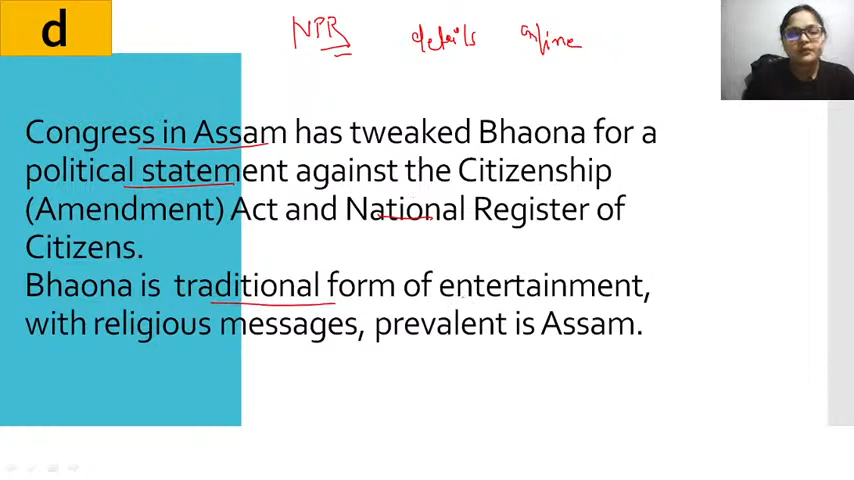 d
NPR details online
Congress in Assam has tweaked Bhaona for a
political statement against the Citizenship
(Amendment) Act and National Register of
Citizens.
Bhaona is traditional form of entertainment,
with religious messages, prevalent is Assam.